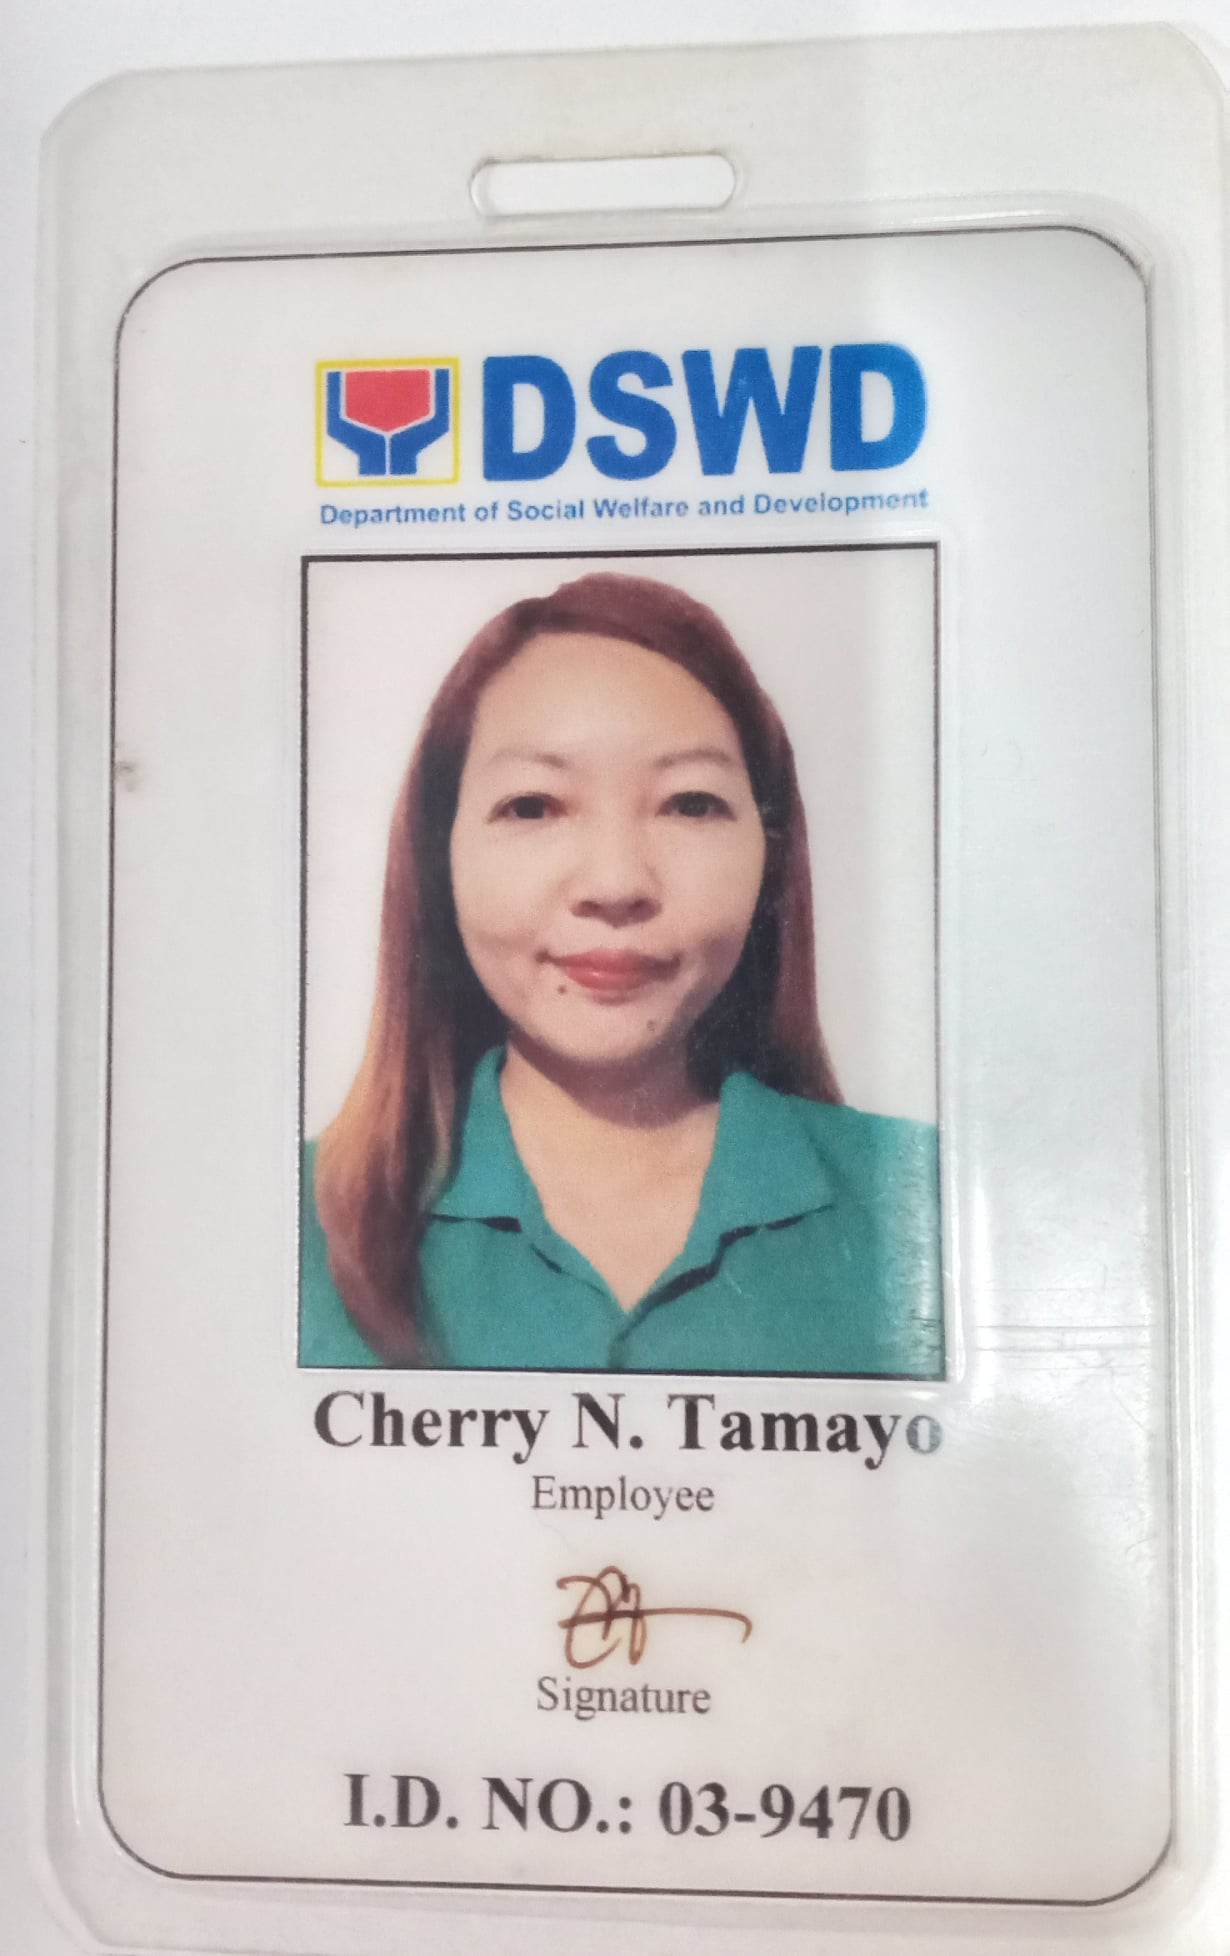 DSWD
Department of Social Welfare and Development
Cherry N. Tamayo
Employee
Signature
I.D. NO.: 03-9470